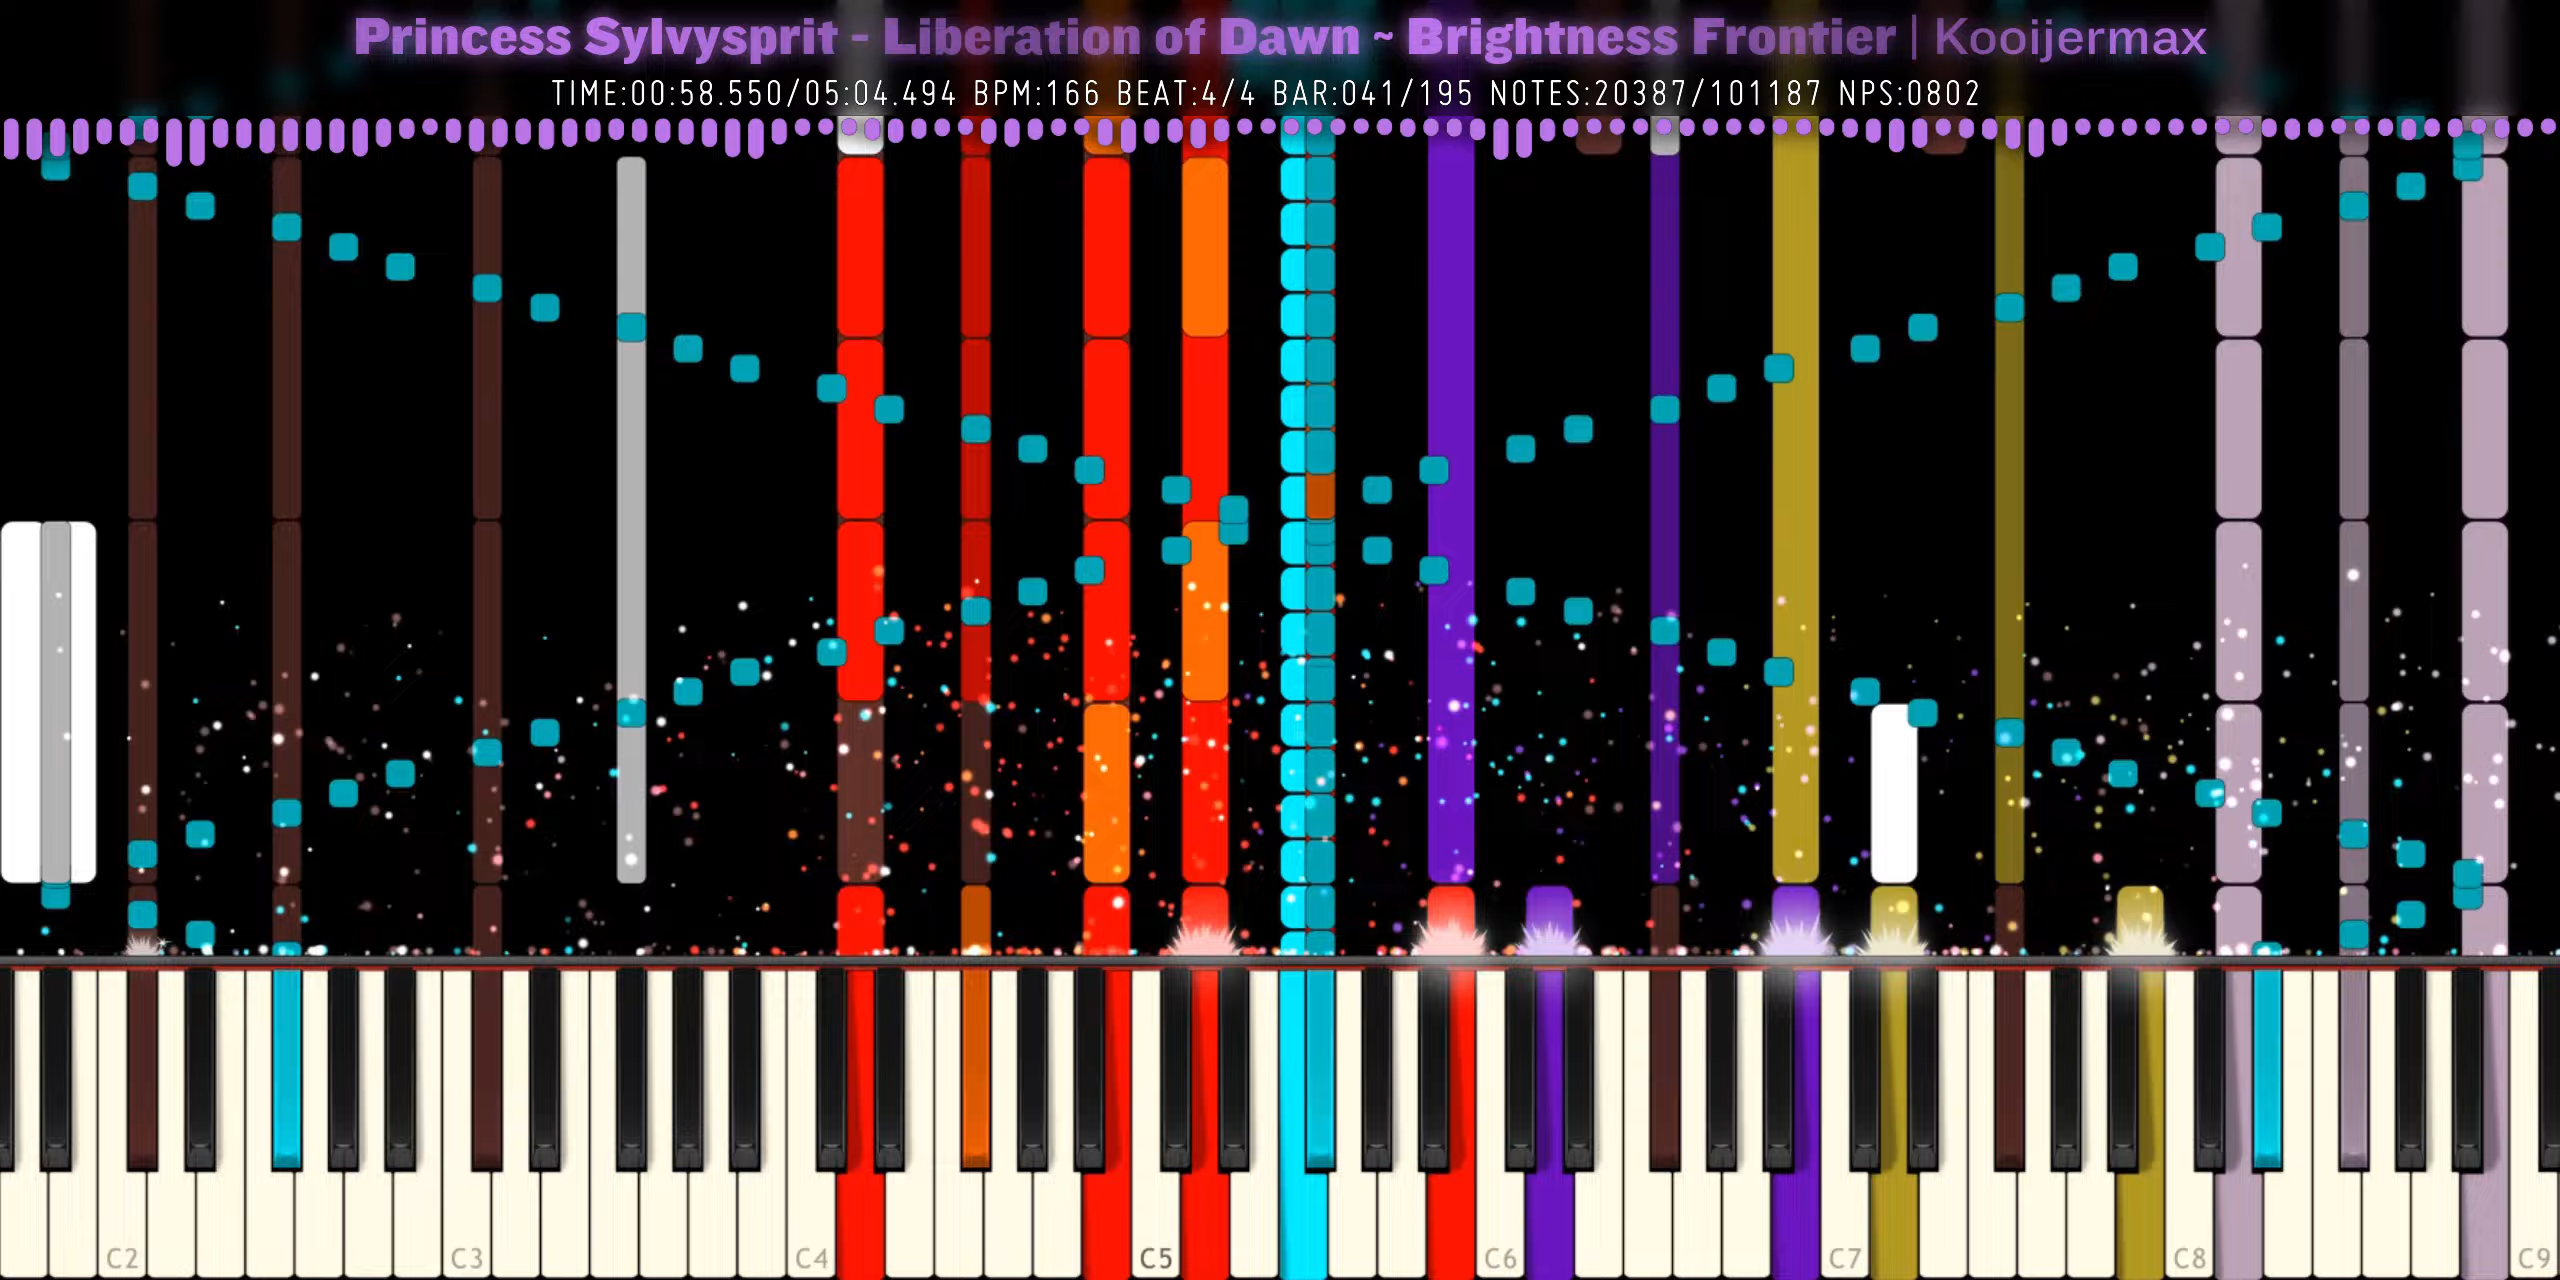 Princess Sylvysprit - Liberation of Dawn ~ Brightness Frontier | Kooijermax
TIME:00:58.550/05:04.494 BPM:166 BEAT:4/4 BAR:041/195 NOTES:20387/101187 NPS:0802
C2 C3 C4 C5 C6 C7 C8 C9